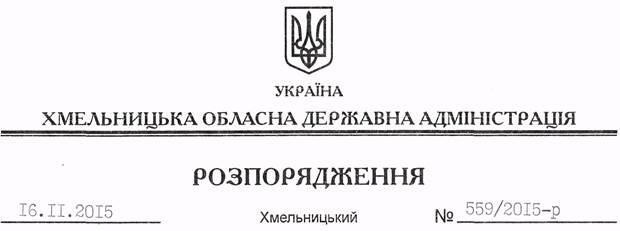 УКРАЇНА
ХМЕЛЬНИЦЬКА ОБЛАСНА ДЕРЖАВНА АДМІНІСТРАЦІЯ
РОЗПОРЯДЖЕННЯ
16.11.2015 Хмельницький № 559/2015-р